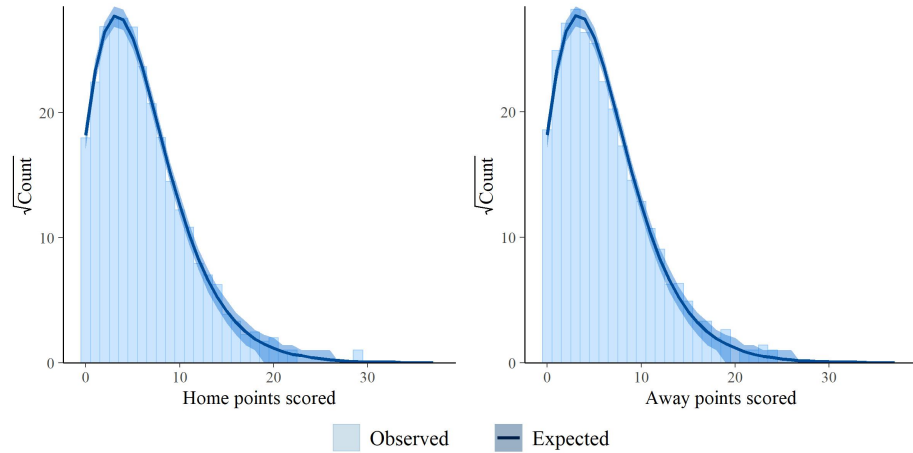 20
10
0
√Count
0 10 20 30
Home points scored
20
10
0
√Count
0 10 20 30
Away points scored
Observed Expected